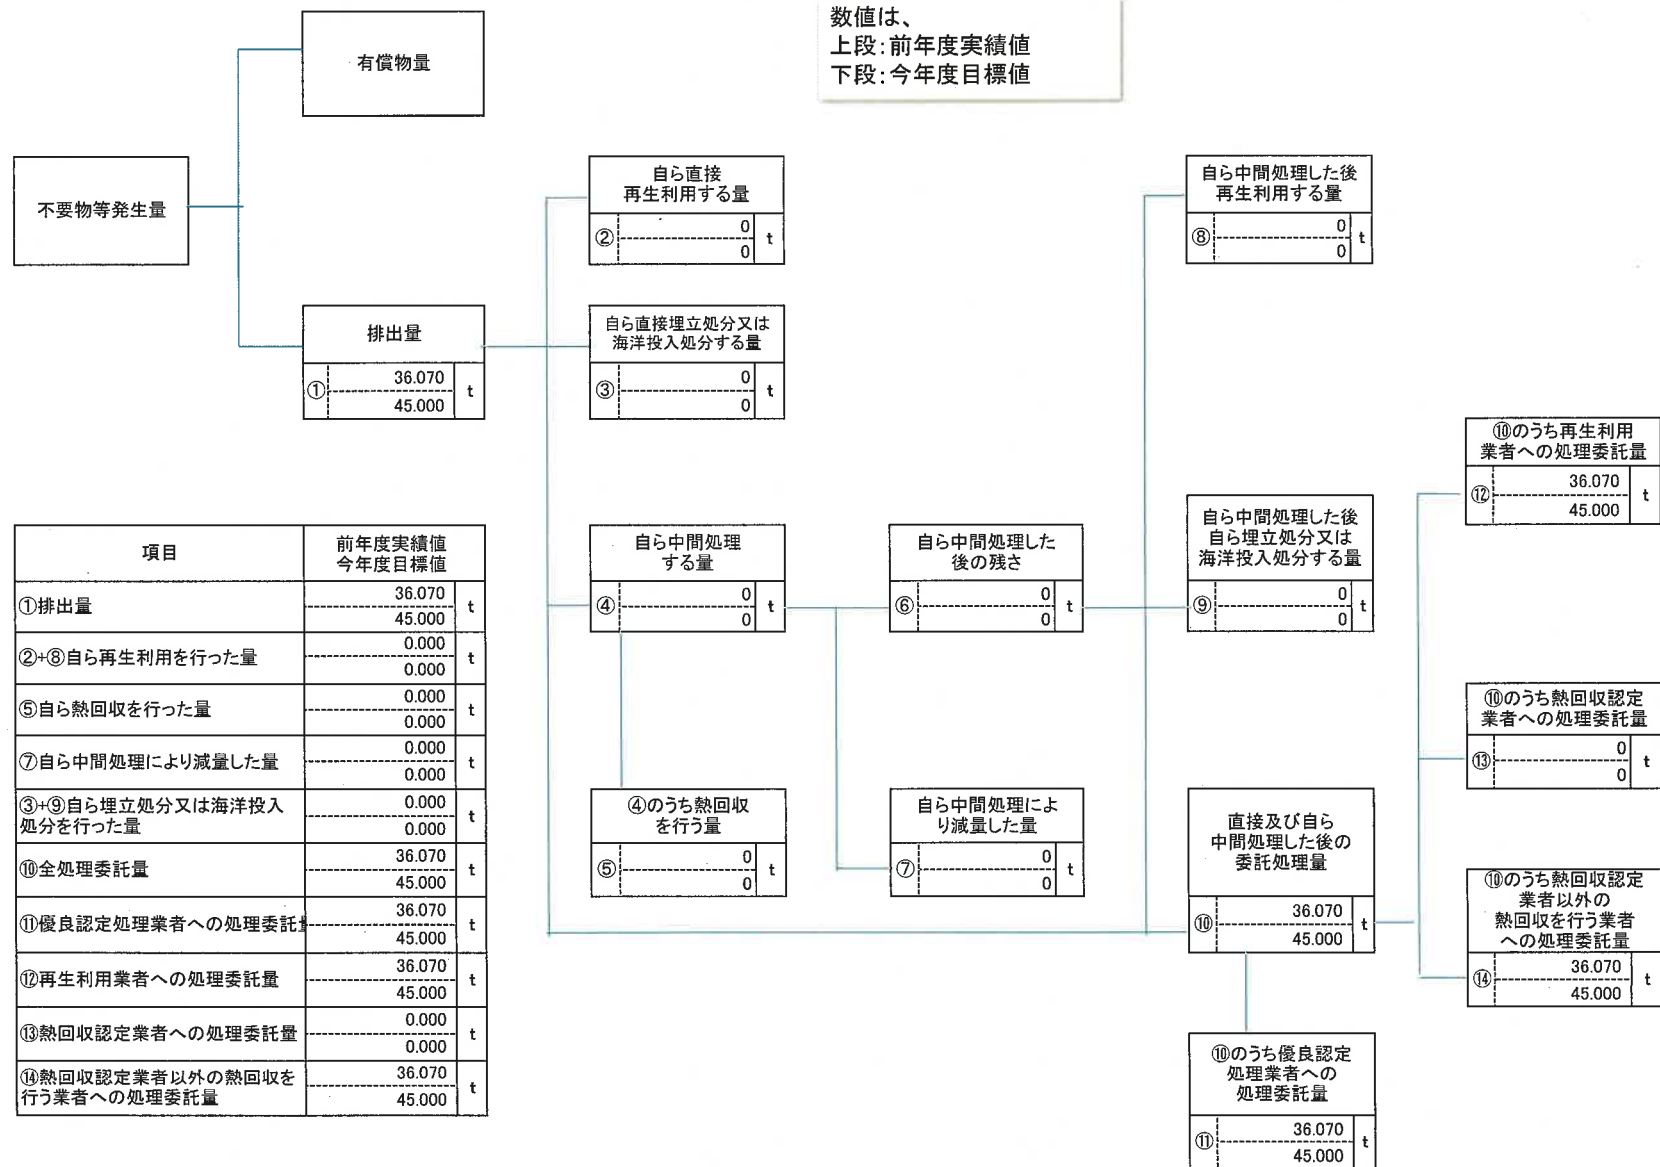 数値は、
上段:前年度実績値
下段:今年度目標値
有償物量
不要物等発生量
排出量
①
36.070
45.000
t
自ら直接
再生利用する量
②
0
0
t
自ら直接埋立処分又は
海洋投入処分する量
③
0
0
t
自ら中間処理
する量
④
0
0
t
④のうち熱回収
を行う量
⑤
0
0
t
自ら中間処理した
後の残さ
⑥
0
0
t
自ら中間処理によ
り減量した量
⑦
0
0
t
自ら中間処理した後
再生利用する量
⑧
0
0
t
自ら中間処理した後
自ら埋立処分又は
海洋投入処分する量
⑨
0
0
t
直接及び自ら
中間処理した後の
委託処理量
⑩
36.070
45.000
t
⑩のうち優良認定
処理業者への
処理委託量
⑪
36.070
45.000
t
⑩のうち再生利用
業者への処理委託量
⑫
36.070
45.000
t
⑩のうち熱回収認定
業者への処理委託量
⑬
0
0
t
⑩のうち熱回収認定
業者以外の
熱回収を行う業者
への処理委託量
⑭
36.070
45.000
t
項目
前年度実績値
今年度目標値
①排出量
36.070
45.000
t
②+⑧自ら再生利用を行った量
0.000
0.000
t
⑤自ら熱回収を行った量
0.000
0.000
t
⑦自ら中間処理により減量した量
0.000
0.000
t
③+⑨自ら埋立処分又は海洋投入
処分を行った量
0.000
0.000
t
⑩全処理委託量
36.070
45.000
t
⑪優良認定処理業者への処理委託
36.070
45.000
t
⑫再生利用業者への処理委託量
36.070
45.000
t
⑬熱回収認定業者への処理委託量
0.000
0.000
t
⑭熱回収認定業者以外の熱回収を
行う業者への処理委託量
36.070
45.000
t